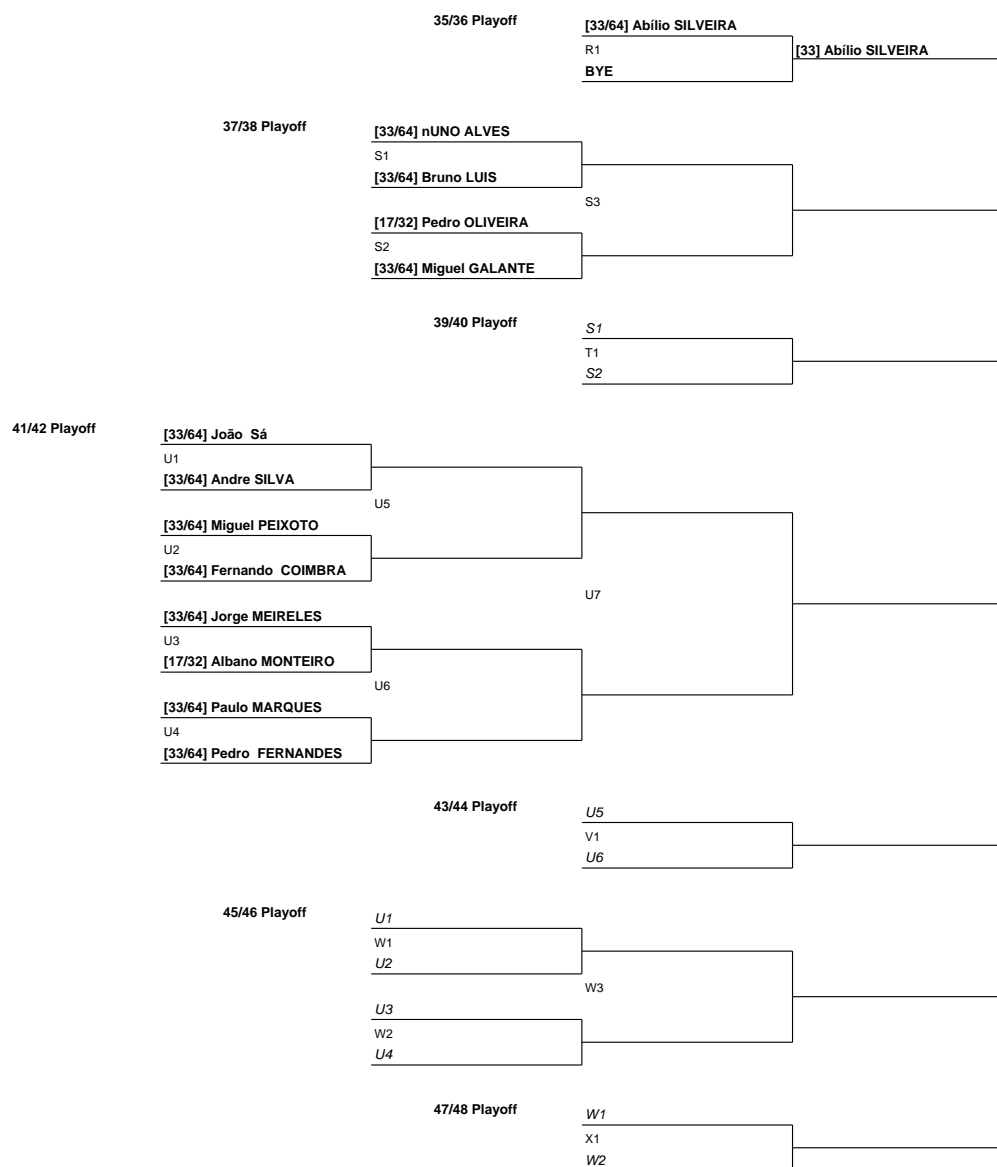 35/36 Playoff
[33/64] Abílio SILVEIRA
R1
[33] Abílio SILVEIRA
BYE
37/38 Playoff
[33/64] nUNO ALVES
S1
[33/64] Bruno LUIS
S3
[17/32] Pedro OLIVEIRA
S2
[33/64] Miguel GALANTE
39/40 Playoff
S1
T1
S2
41/42 Playoff
[33/64] João  Sá
U1
[33/64] Andre SILVA
U5
[33/64] Miguel PEIXOTO
U2
[33/64] Fernando  COIMBRA
U7
[33/64] Jorge MEIRELES
U3
[17/32] Albano MONTEIRO
U6
[33/64] Paulo MARQUES
U4
[33/64] Pedro  FERNANDES
43/44 Playoff
U5
V1
U6
45/46 Playoff
U1
W1
U2
W3
U3
W2
U4
47/48 Playoff
W1
X1
W2